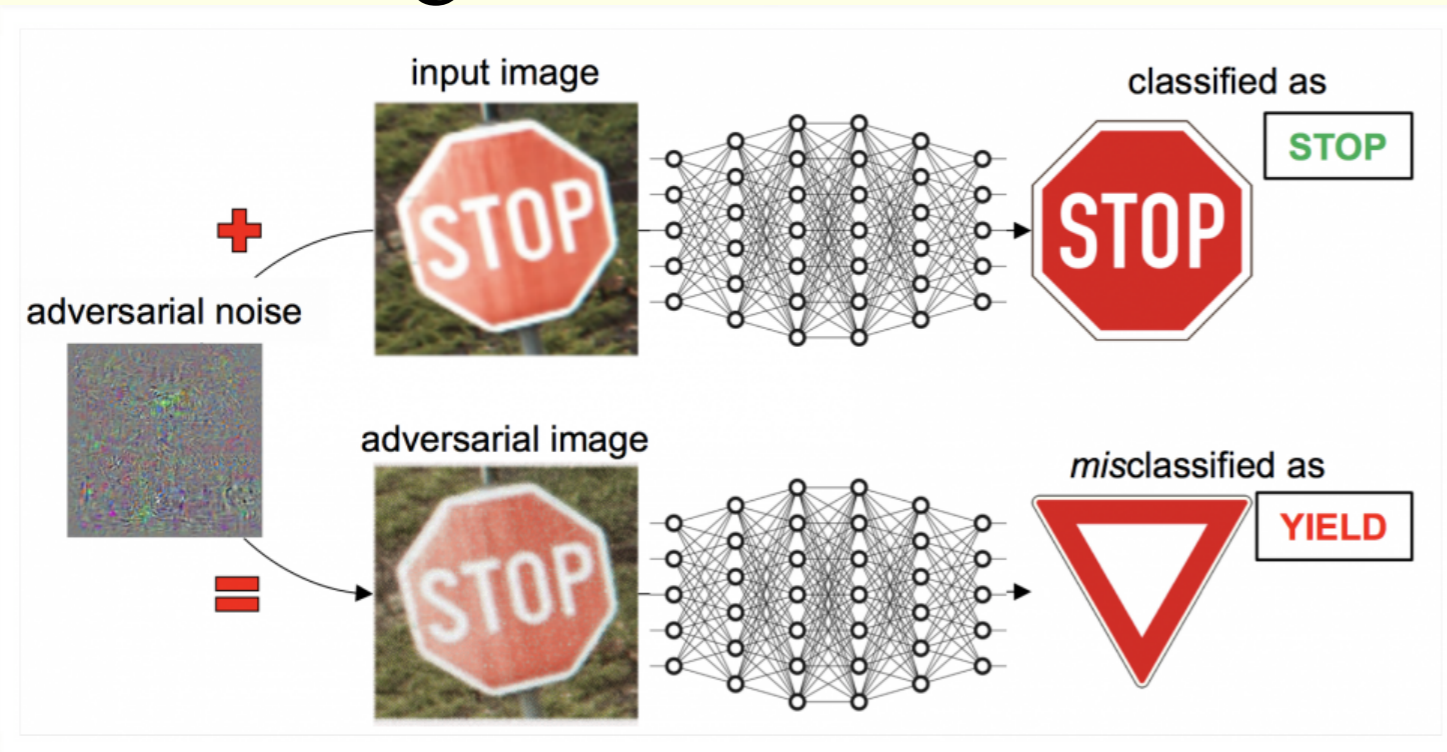 input image
STOP
classified as
STOP
STOP
adversarial noise
adversarial image
STOP
misclassified as
YIELD